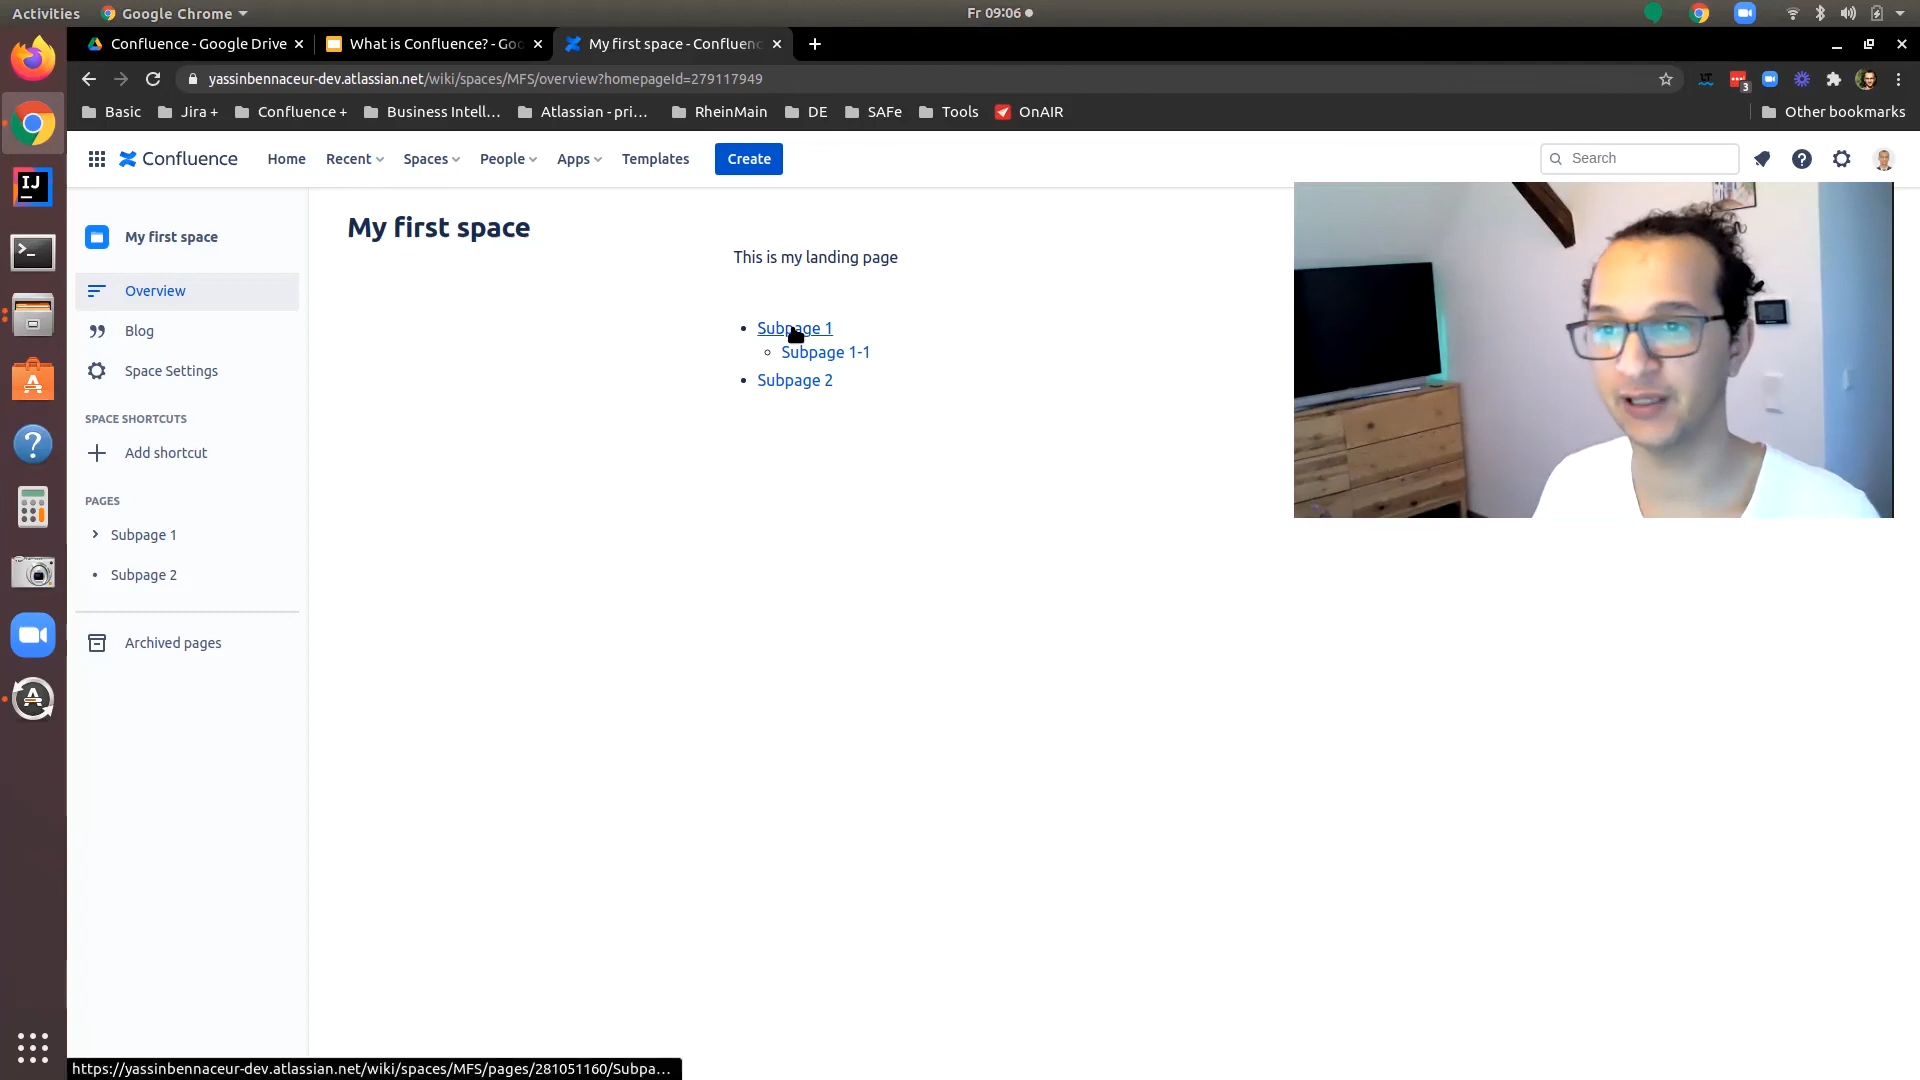 Activities
Google Chrome
Fr 09:06
Confluence - Google Drive
What is Confluence? - Goo
My first space - Confluenc
yassinbennaceur-dev.atlassian.net/wiki/spaces/MFS/overview?homepageId=279117949
3
Basic
Jira +
Confluence +
Business Intell...
Atlassian - pri...
RheinMain
DE
SAFe
Tools
OnAIR
Other bookmarks
Confluence
Home
Recent
Spaces
People
Apps
Templates
Create
Search
My first space
Overview
Blog
Space Settings
SPACE SHORTCUTS
Add shortcut
PAGES
Subpage 1
Subpage 2
Archived pages
My first space
This is my landing page
Subpage 1
Subpage 1-1
Subpage 2
IJ
https://yassinbennaceur-dev.atlassian.net/wiki/spaces/MFS/pages/281051160/Subpa...